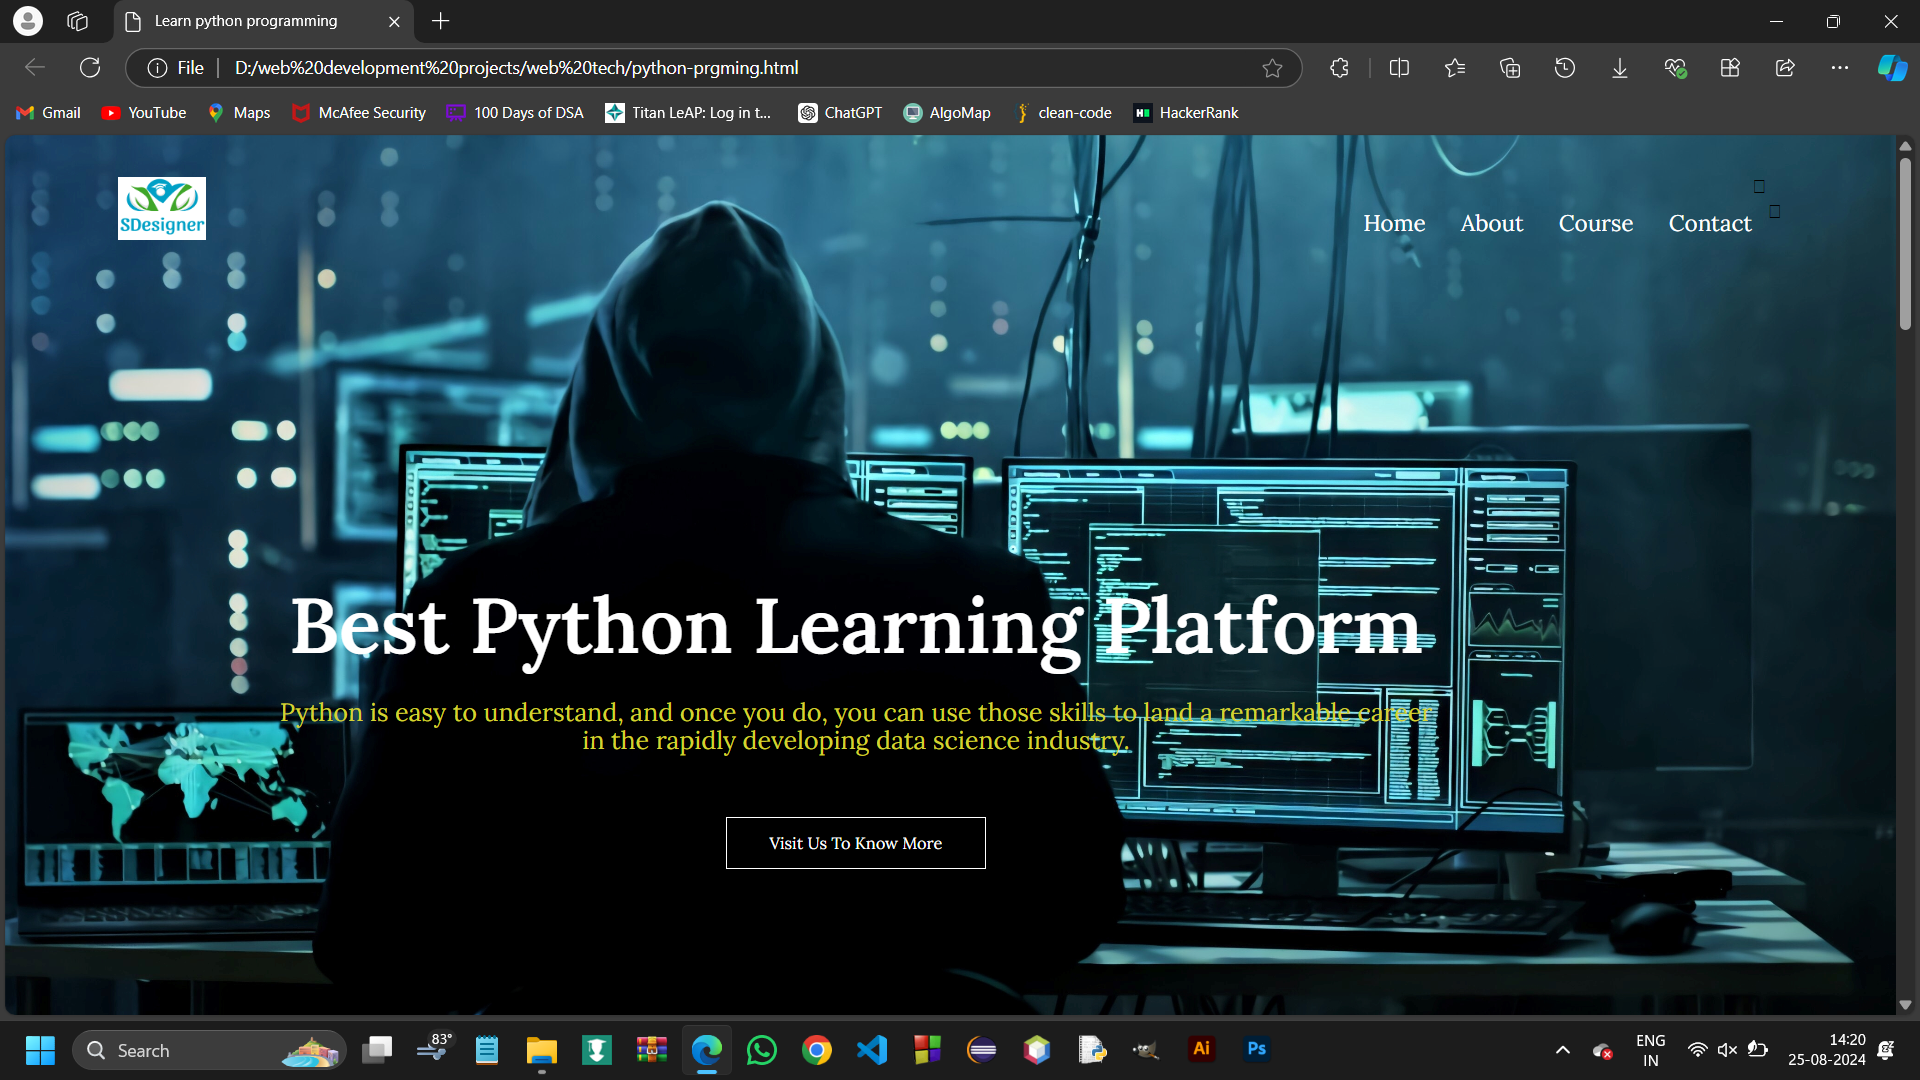 Learn python programming
File
D:/web%20development%20projects/web%20tech/python-prgming.html
Gmail
YouTube
Maps
McAfee Security
100 Days of DSA
Titan LeAP: Log in t...
ChatGPT
AlgoMap
clean-code
HackerRank
SDesigner
Home
About
Course
Contact
Best Python Learning Platform
Python is easy to understand, and once you do, you can use those skills to land a remarkable career
in the rapidly developing data science industry.
Visit Us To Know More
Search
83°
Ai
Ps
ENG
IN
14:20
25-08-2024